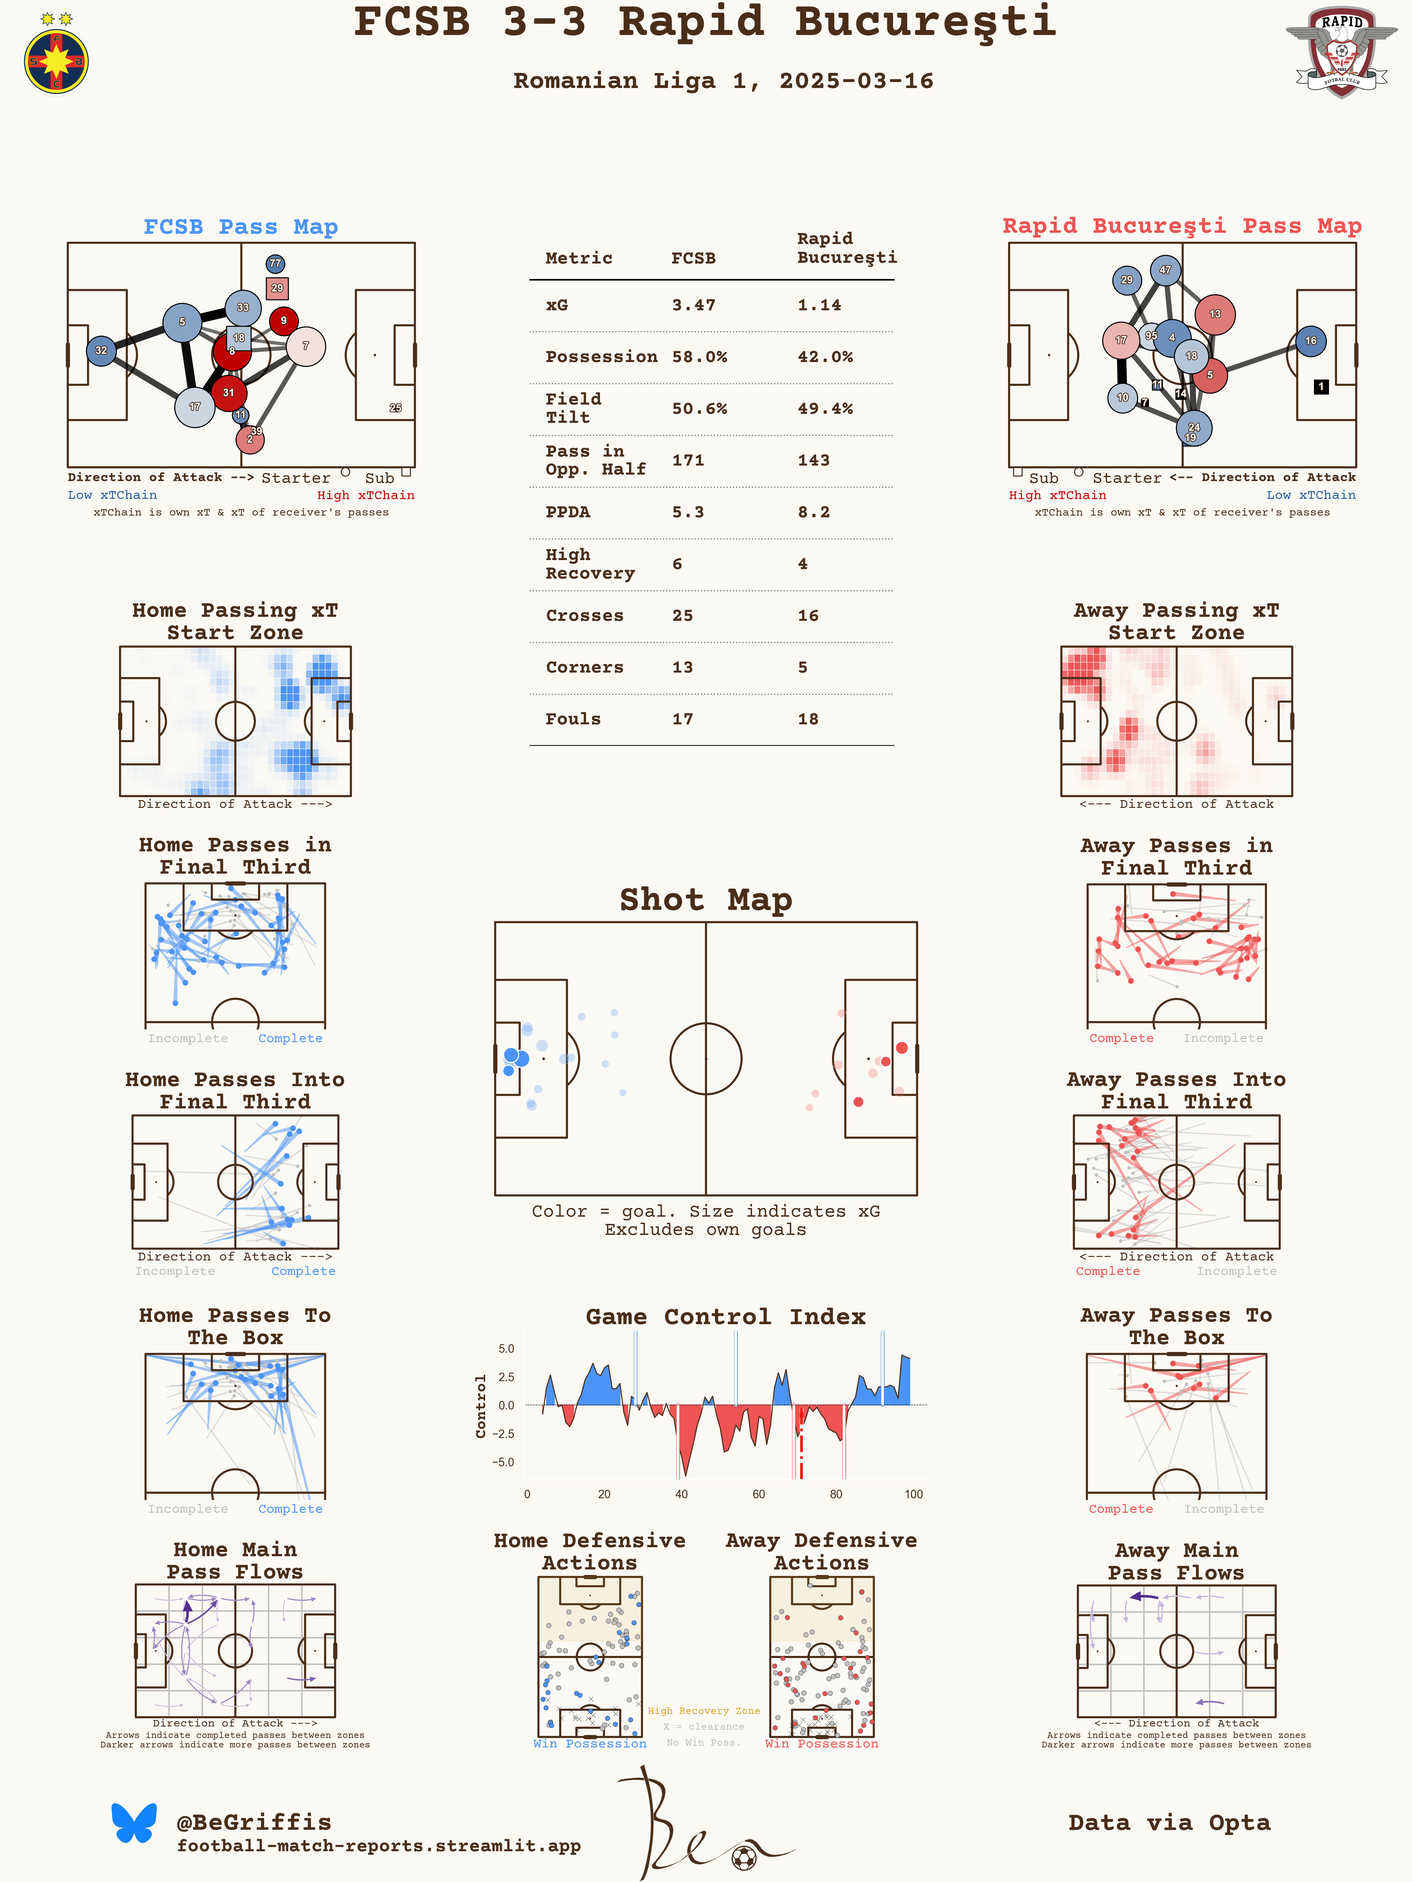 FCSB 3-3 Rapid Bucureşti
Romanian Liga 1, 2025-03-16
RAPID
1923
FOTBAL CLUB
FCSB Pass Map
77
29
33
5
9
18
7
8
32
31
17
11
39
2
25
Direction of Attack --> Starter Sub
Low xTChain High xTChain
xTChain is own xT & xT of receiver's passes
Metric FCSB Rapid Bucureşti
xG 3.47 1.14
Possession 58.0% 42.0%
Field Tilt 50.6% 49.4%
Pass in Opp. Half 171 143
PPDA 5.3 8.2
High Recovery 6 4
Crosses 25 16
Corners 13 5
Fouls 17 18
Rapid Bucureşti Pass Map
47
29
13
95
4
17
16
18
5
11
1
14
10
7
24
19
Sub Starter <-- Direction of Attack
High xTChain Low xTChain
xTChain is own xT & xT of receiver's passes
Home Passing xT
Start Zone
Direction of Attack --->
Away Passing xT
Start Zone
<--- Direction of Attack
Home Passes in
Final Third
Incomplete Complete
Away Passes in
Final Third
Complete Incomplete
Shot Map
Color = goal. Size indicates xG
Excludes own goals
Home Passes Into
Final Third
Direction of Attack --->
Incomplete Complete
Away Passes Into
Final Third
<--- Direction of Attack
Complete Incomplete
Game Control Index
Control
5.0
2.5
0.0
−2.5
−5.0
0 20 40 60 80 100
Home Passes To
The Box
Incomplete Complete
Away Passes To
The Box
Complete Incomplete
Home Main
Pass Flows
Direction of Attack --->
Arrows indicate completed passes between zones
Darker arrows indicate more passes between zones
Home Defensive
Actions
Win Possession
Away Defensive
Actions
Win Possession
High Recovery Zone
X = clearance
No Win Poss.
Away Main
Pass Flows
<--- Direction of Attack
Arrows indicate completed passes between zones
Darker arrows indicate more passes between zones
@BeGriffis
football-match-reports.streamlit.app
Ben
Data via Opta